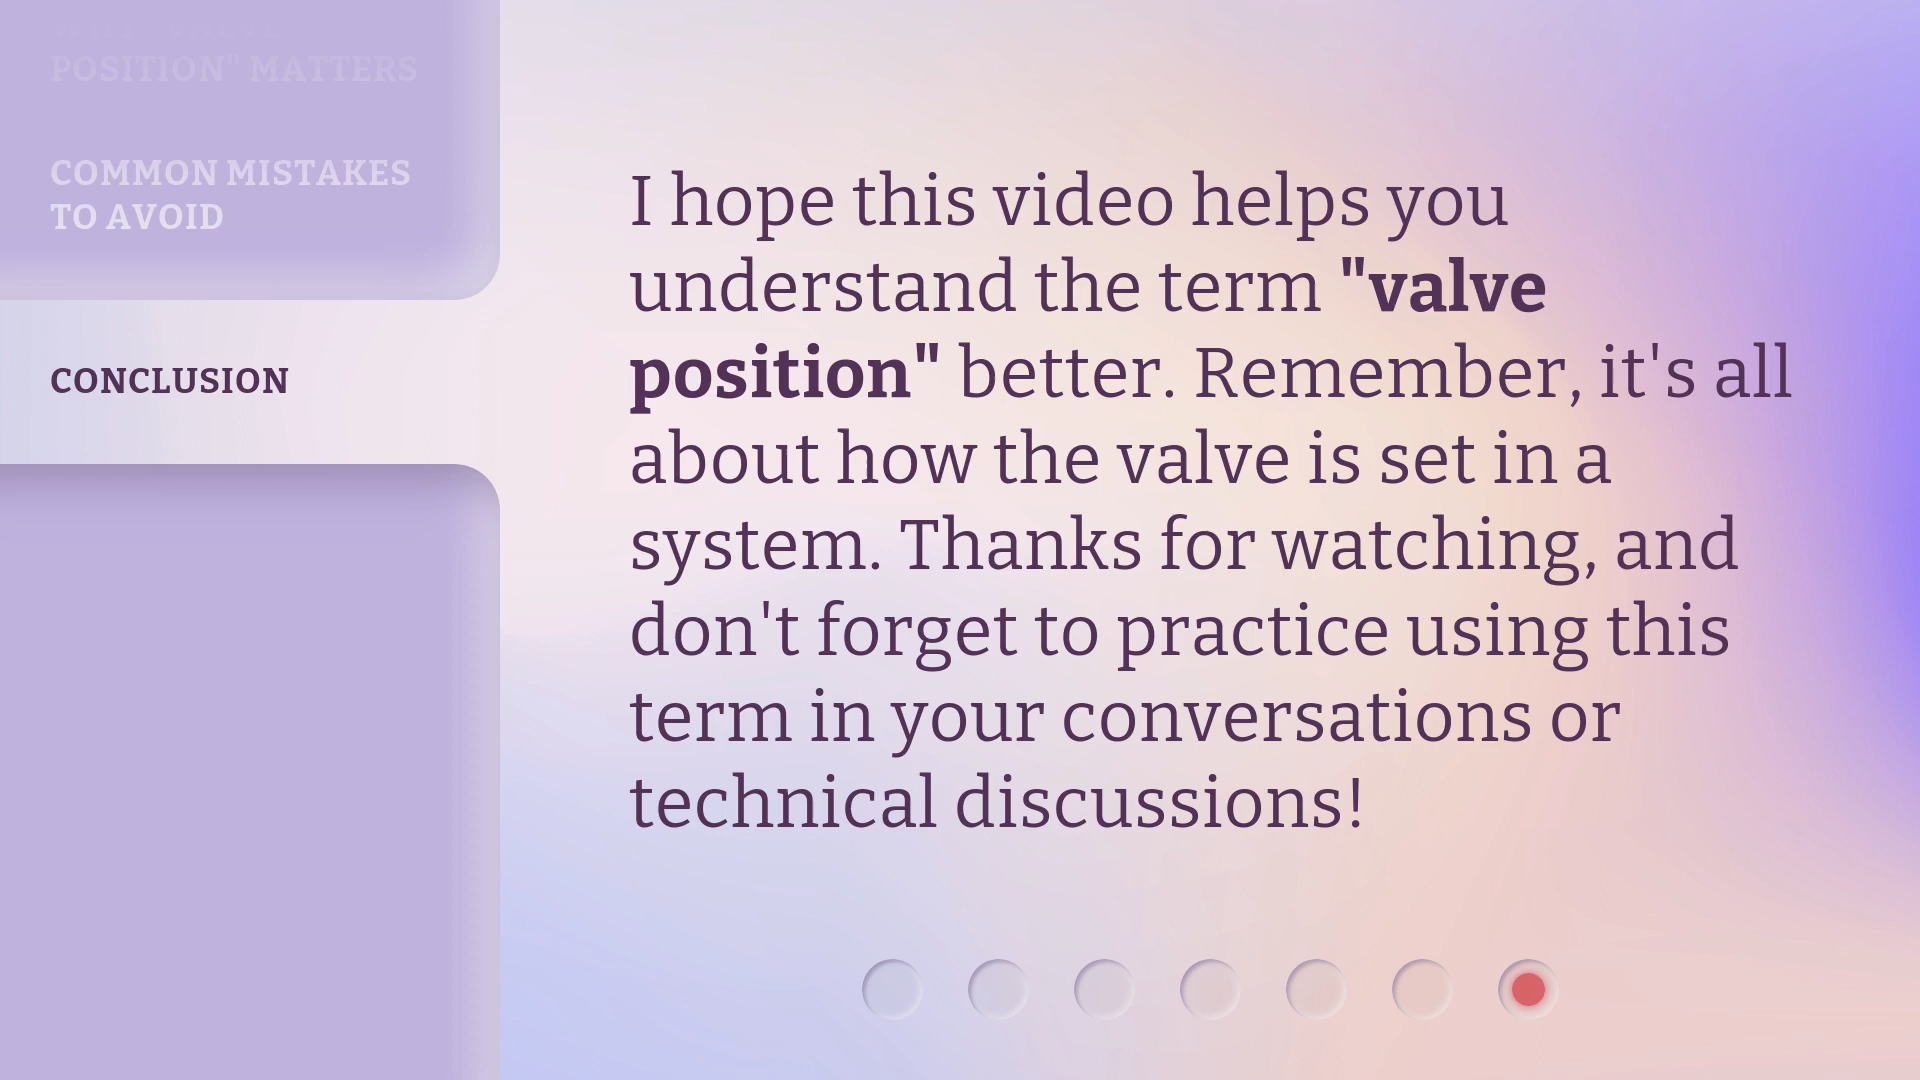 POSITION" MATTERS
COMMON MISTAKES
TO AVOID
CONCLUSION
I hope this video helps you
understand the term "valve
position" better. Remember, it's all
about how the valve is set in a
system. Thanks for watching, and
don't forget to practice using this
term in your conversations or
technical discussions!